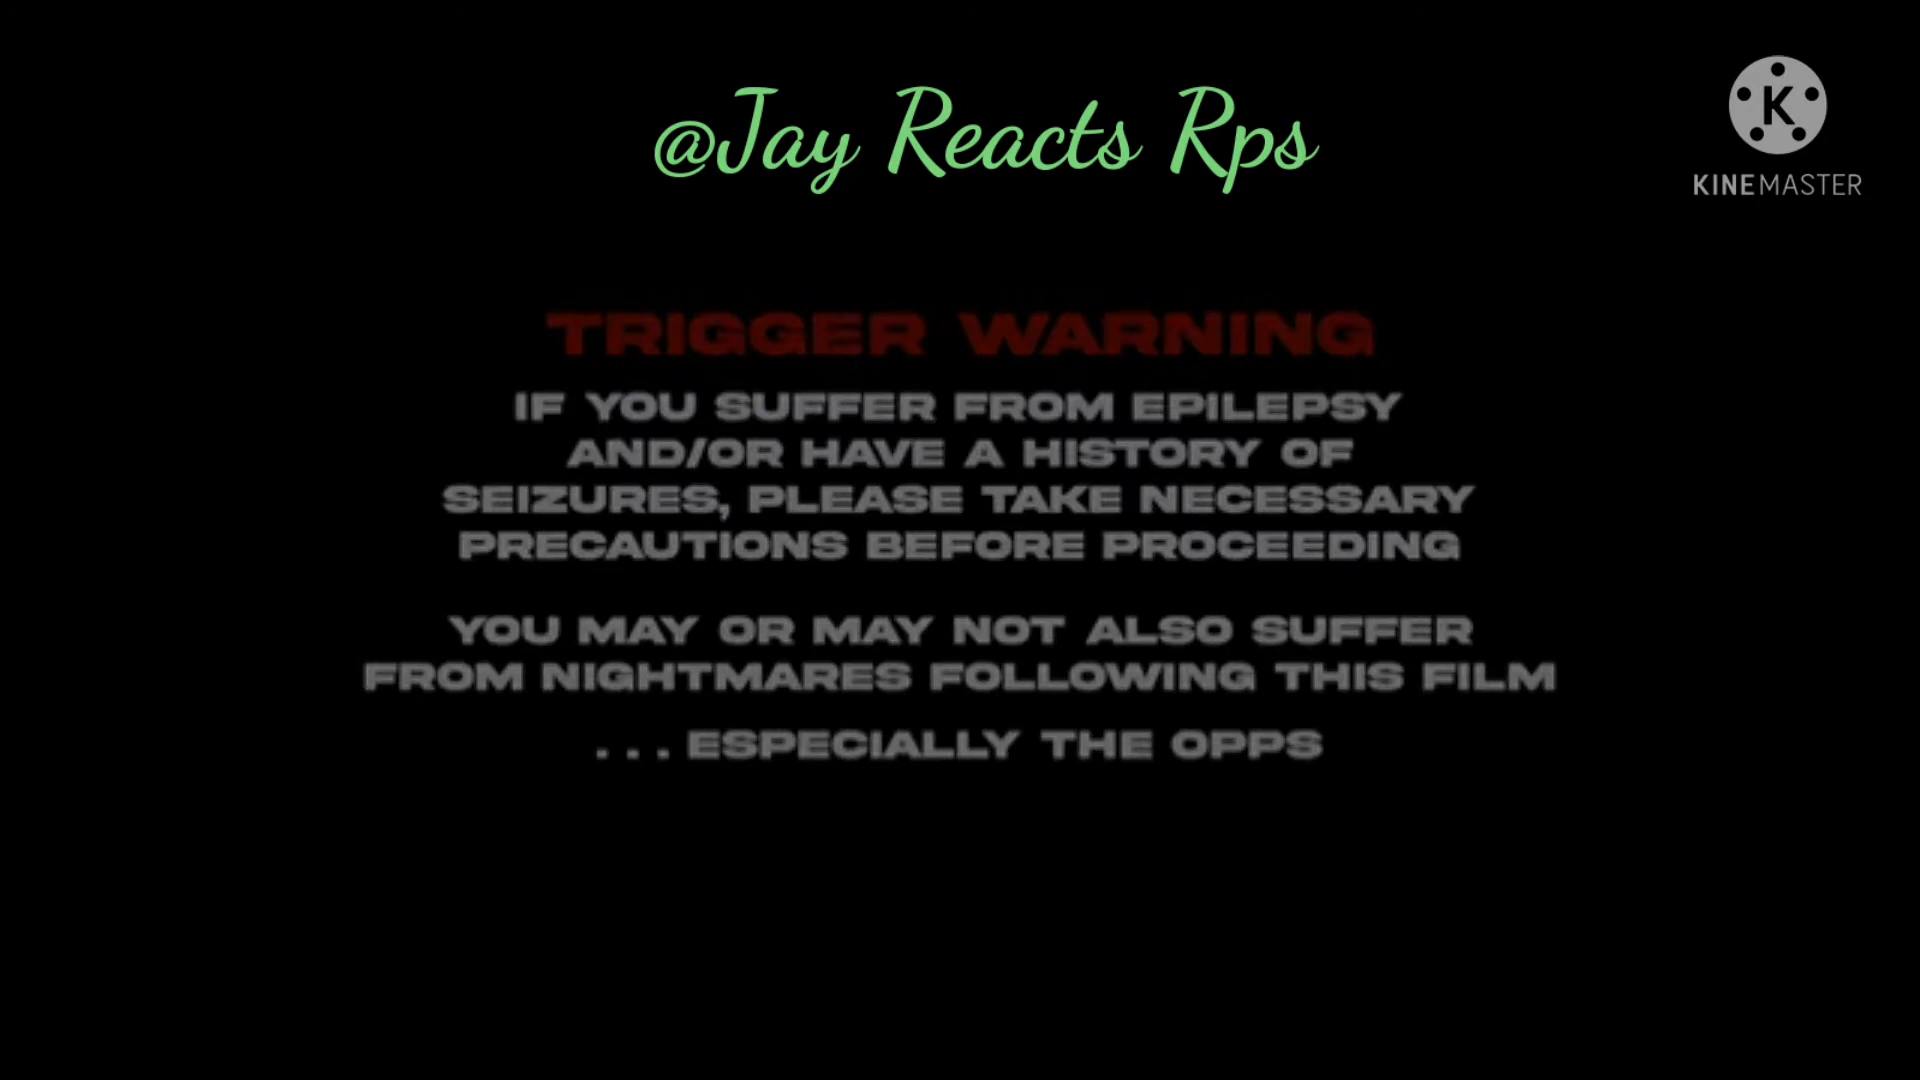 @Jay Reacts Rps
K
KINEMASTER
TRIGGER WARNING
IF YOU SUFFER FROM EPILEPSY
AND/OR HAVE A HISTORY OF
SEIZURES, PLEASE TAKE NECESSARY
PRECAUTIONS BEFORE PROCEEDING
YOU MAY OR MAY NOT ALSO SUFFER
FROM NIGHTMARES FOLLOWING THIS FILM
. . . ESPECIALLY THE OPPS